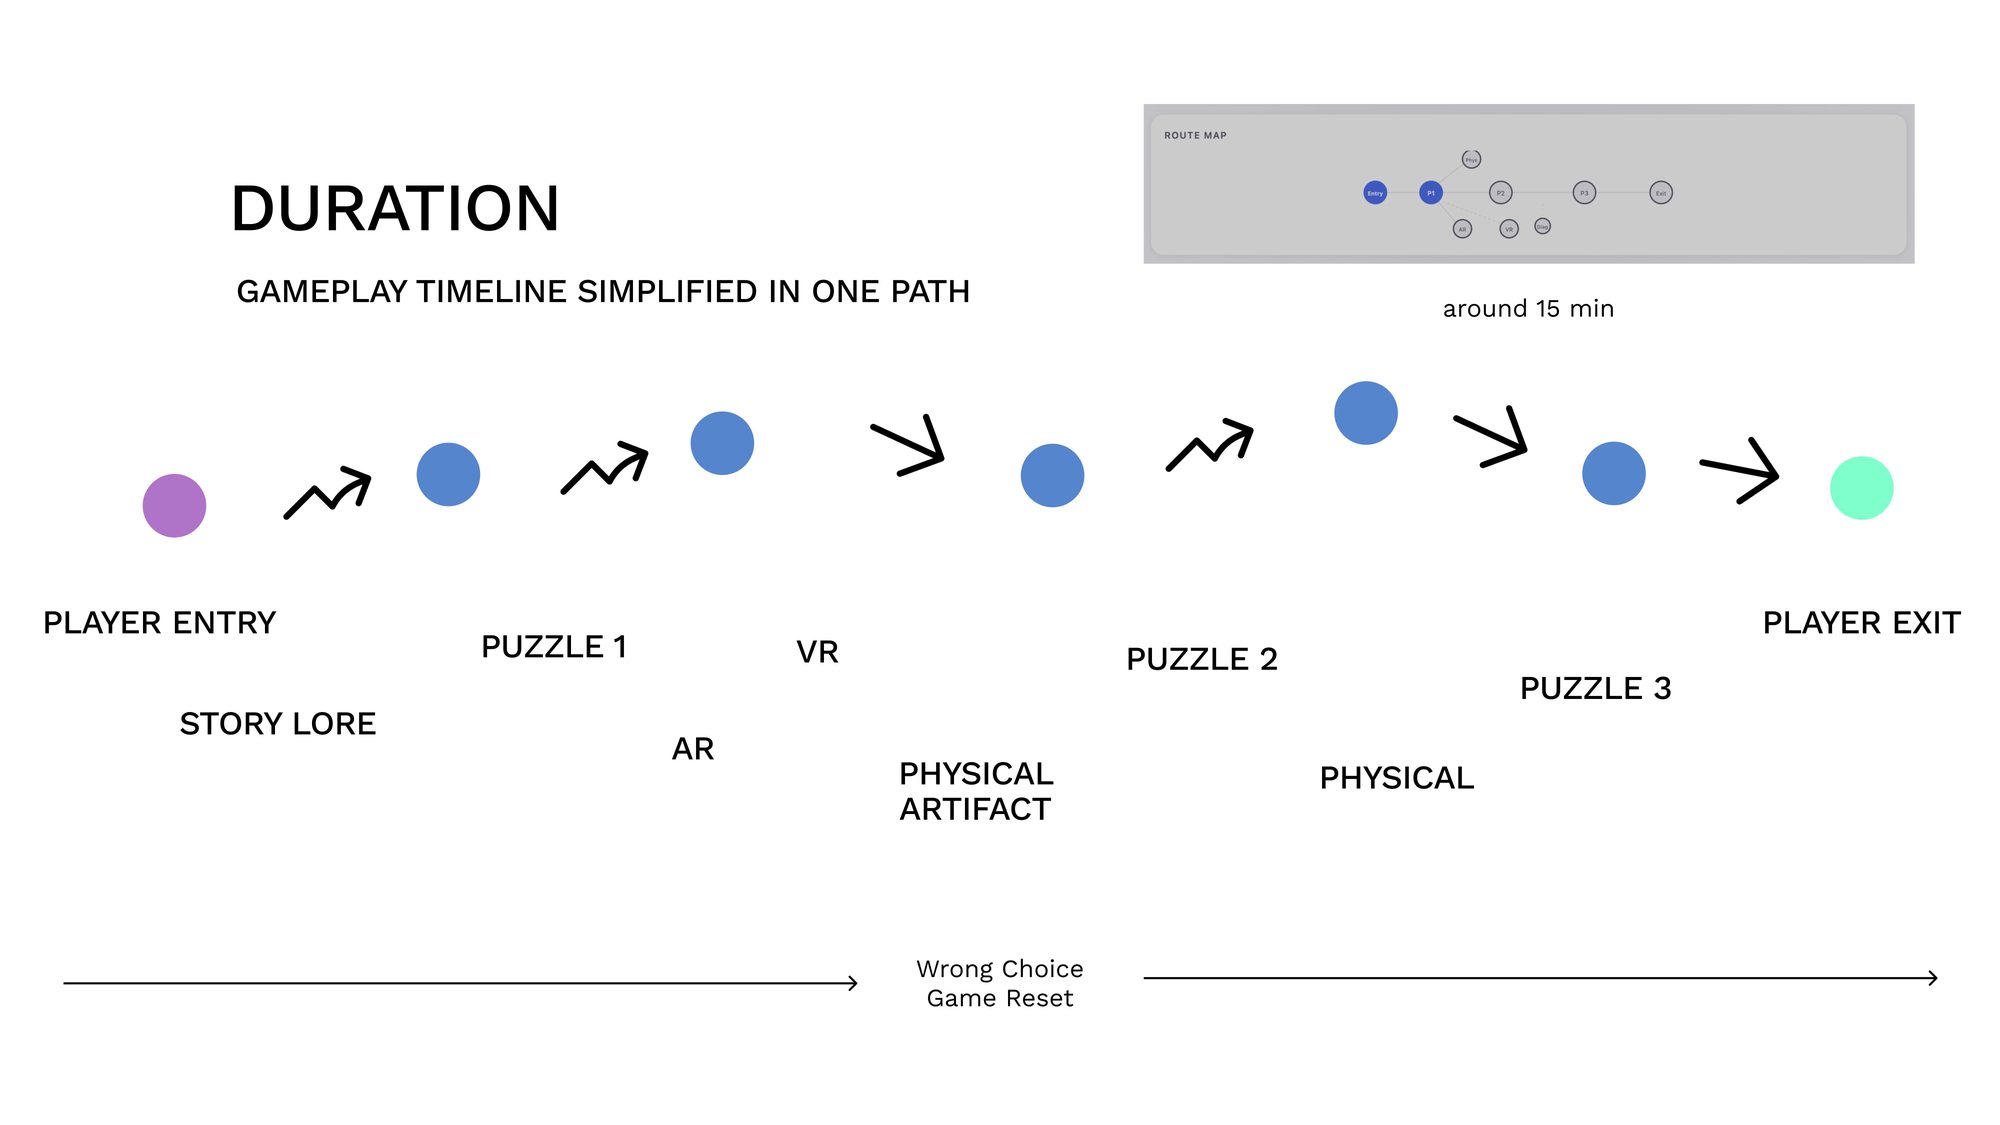 ROUTE MAP
Phys
Entry
P1
P2
P3
Exit
AR
VR
Diag
DURATION
GAMEPLAY TIMELINE SIMPLIFIED IN ONE PATH
around 15 min
PLAYER ENTRY
STORY LORE
PUZZLE 1
AR
VR
PHYSICAL
ARTIFACT
PUZZLE 2
PHYSICAL
PUZZLE 3
PLAYER EXIT
Wrong Choice
Game Reset